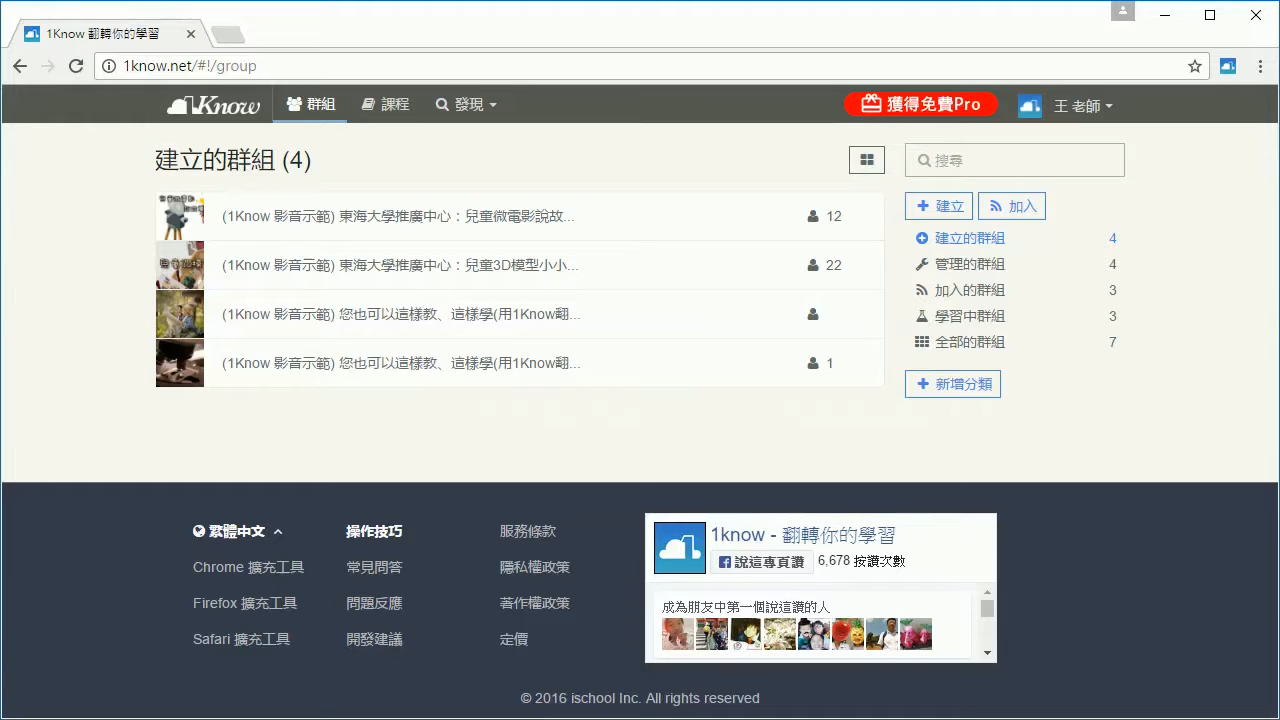 1Know 翻轉你的學習
1know.net/#!/group
1Know 群組 課程 發現 獲得免費Pro 王 老師
建立的群組 (4)
搜尋
(1Know 影音示範) 東海大學推廣中心：兒童微電影說故... 12
(1Know 影音示範) 東海大學推廣中心：兒童3D模型小小... 22
(1Know 影音示範) 您也可以這樣教、這樣學(用1Know翻...
(1Know 影音示範) 您也可以這樣教、這樣學(用1Know翻... 1
建立 加入
建立的群組 4
管理的群組 4
加入的群組 3
學習中群組 3
全部的群組 7
新增分類
繁體中文
Chrome 擴充工具
Firefox 擴充工具
Safari 擴充工具
操作技巧
常見問答
問題反應
開發建議
服務條款
隱私權政策
著作權政策
定價
1know - 翻轉你的學習
說這專頁讚 6,678 按讚次數
成為朋友中第一個說這讚的人
© 2016 ischool Inc. All rights reserved